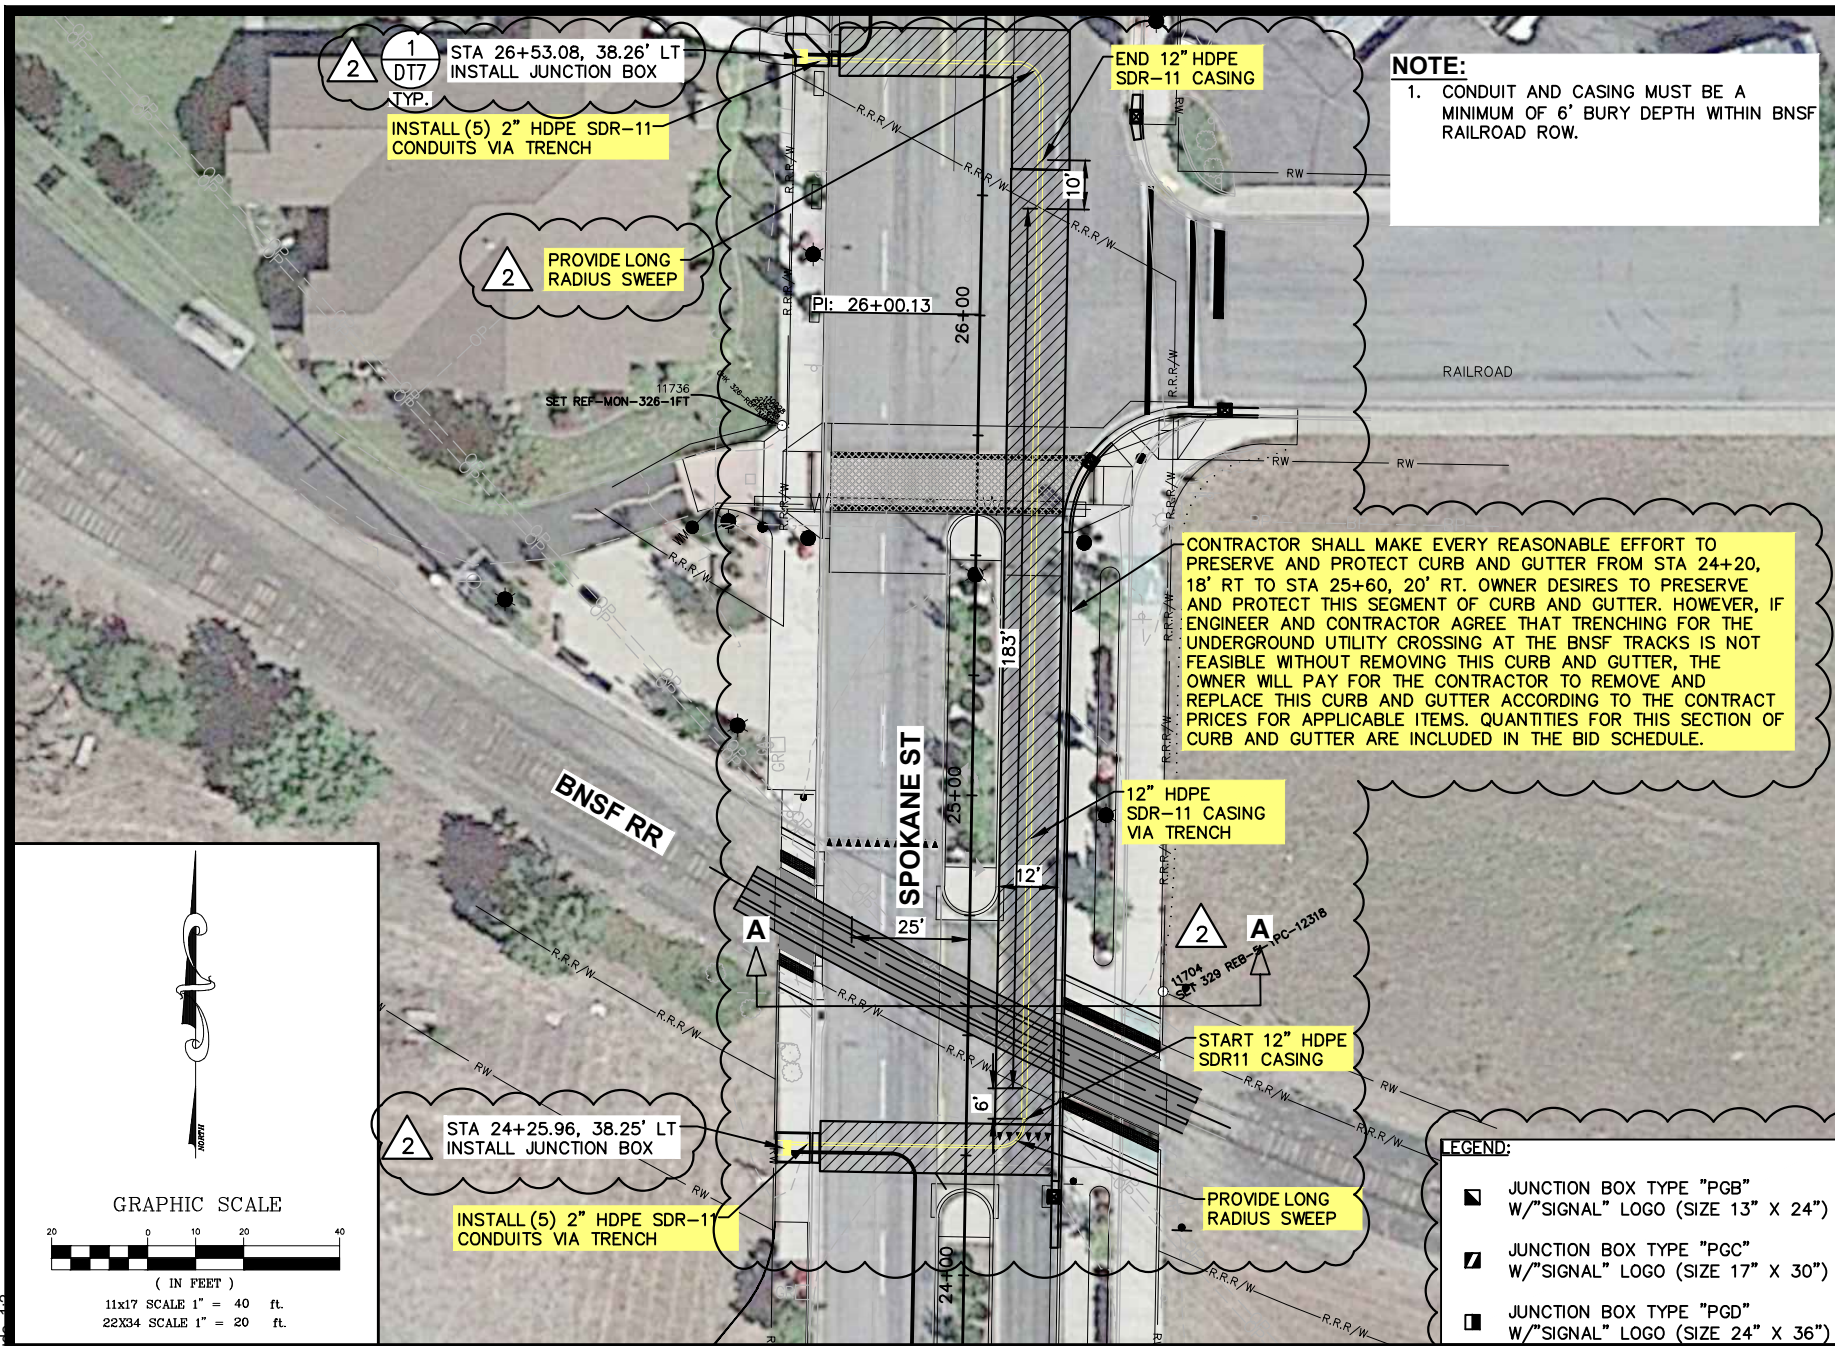 2
1
DT7
TYP.
STA 26+53.08, 38.26' LT
INSTALL JUNCTION BOX
INSTALL (5) 2" HDPE SDR-11
CONDUITS VIA TRENCH
2
PROVIDE LONG
RADIUS SWEEP
END 12" HDPE
SDR-11 CASING
NOTE:
1. CONDUIT AND CASING MUST BE A
MINIMUM OF 6' BURY DEPTH WITHIN BNSF
RAILROAD ROW.
R.R.R/W
R.R.R/W
R.R.R/W
R.R.R/W
R.R.R/W
R.R.R/W
RW
RW
10'
PI: 26+00.13
26+00
RAILROAD
11736
SET REF-MON-326-1FT
RW
RW
R.R.R/W
R.R.R/W
R.R.R/W
CONTRACTOR SHALL MAKE EVERY REASONABLE EFFORT TO
PRESERVE AND PROTECT CURB AND GUTTER FROM STA 24+20,
18' RT TO STA 25+60, 20' RT. OWNER DESIRES TO PRESERVE
AND PROTECT THIS SEGMENT OF CURB AND GUTTER. HOWEVER, IF
ENGINEER AND CONTRACTOR AGREE THAT TRENCHING FOR THE
UNDERGROUND UTILITY CROSSING AT THE BNSF TRACKS IS NOT
FEASIBLE WITHOUT REMOVING THIS CURB AND GUTTER, THE
OWNER WILL PAY FOR THE CONTRACTOR TO REMOVE AND
REPLACE THIS CURB AND GUTTER ACCORDING TO THE CONTRACT
PRICES FOR APPLICABLE ITEMS. QUANTITIES FOR THIS SECTION OF
CURB AND GUTTER ARE INCLUDED IN THE BID SCHEDULE.
R.R.R/W
R.R.R/W
R.R.R/W
183'
GR
SPOKANE ST
25+00
BNSF RR
12" HDPE
SDR-11 CASING
VIA TRENCH
12'
25'
A
2
A
11704
R.R.R/W
R.R.R/W
R.R.R/W
R.R.R/W
START 12" HDPE
SDR11 CASING
R.R.R/W
R.R.R/W
RW
RW
RW
6'
2
STA 24+25.96, 38.25' LT
INSTALL JUNCTION BOX
INSTALL (5) 2" HDPE SDR-11
CONDUITS VIA TRENCH
PROVIDE LONG
RADIUS SWEEP
24+00
R.R.R/W
R.R.R/W
NORTH
GRAPHIC SCALE
20 0 10 20 40
( IN FEET )
11x17 SCALE 1" = 40 ft.
22X34 SCALE 1" = 20 ft.
LEGEND:
JUNCTION BOX TYPE "PGB"
W/"SIGNAL" LOGO (SIZE 13" X 24")
JUNCTION BOX TYPE "PGC"
W/"SIGNAL" LOGO (SIZE 17" X 30")
JUNCTION BOX TYPE "PGD"
W/"SIGNAL" LOGO (SIZE 24" X 36")